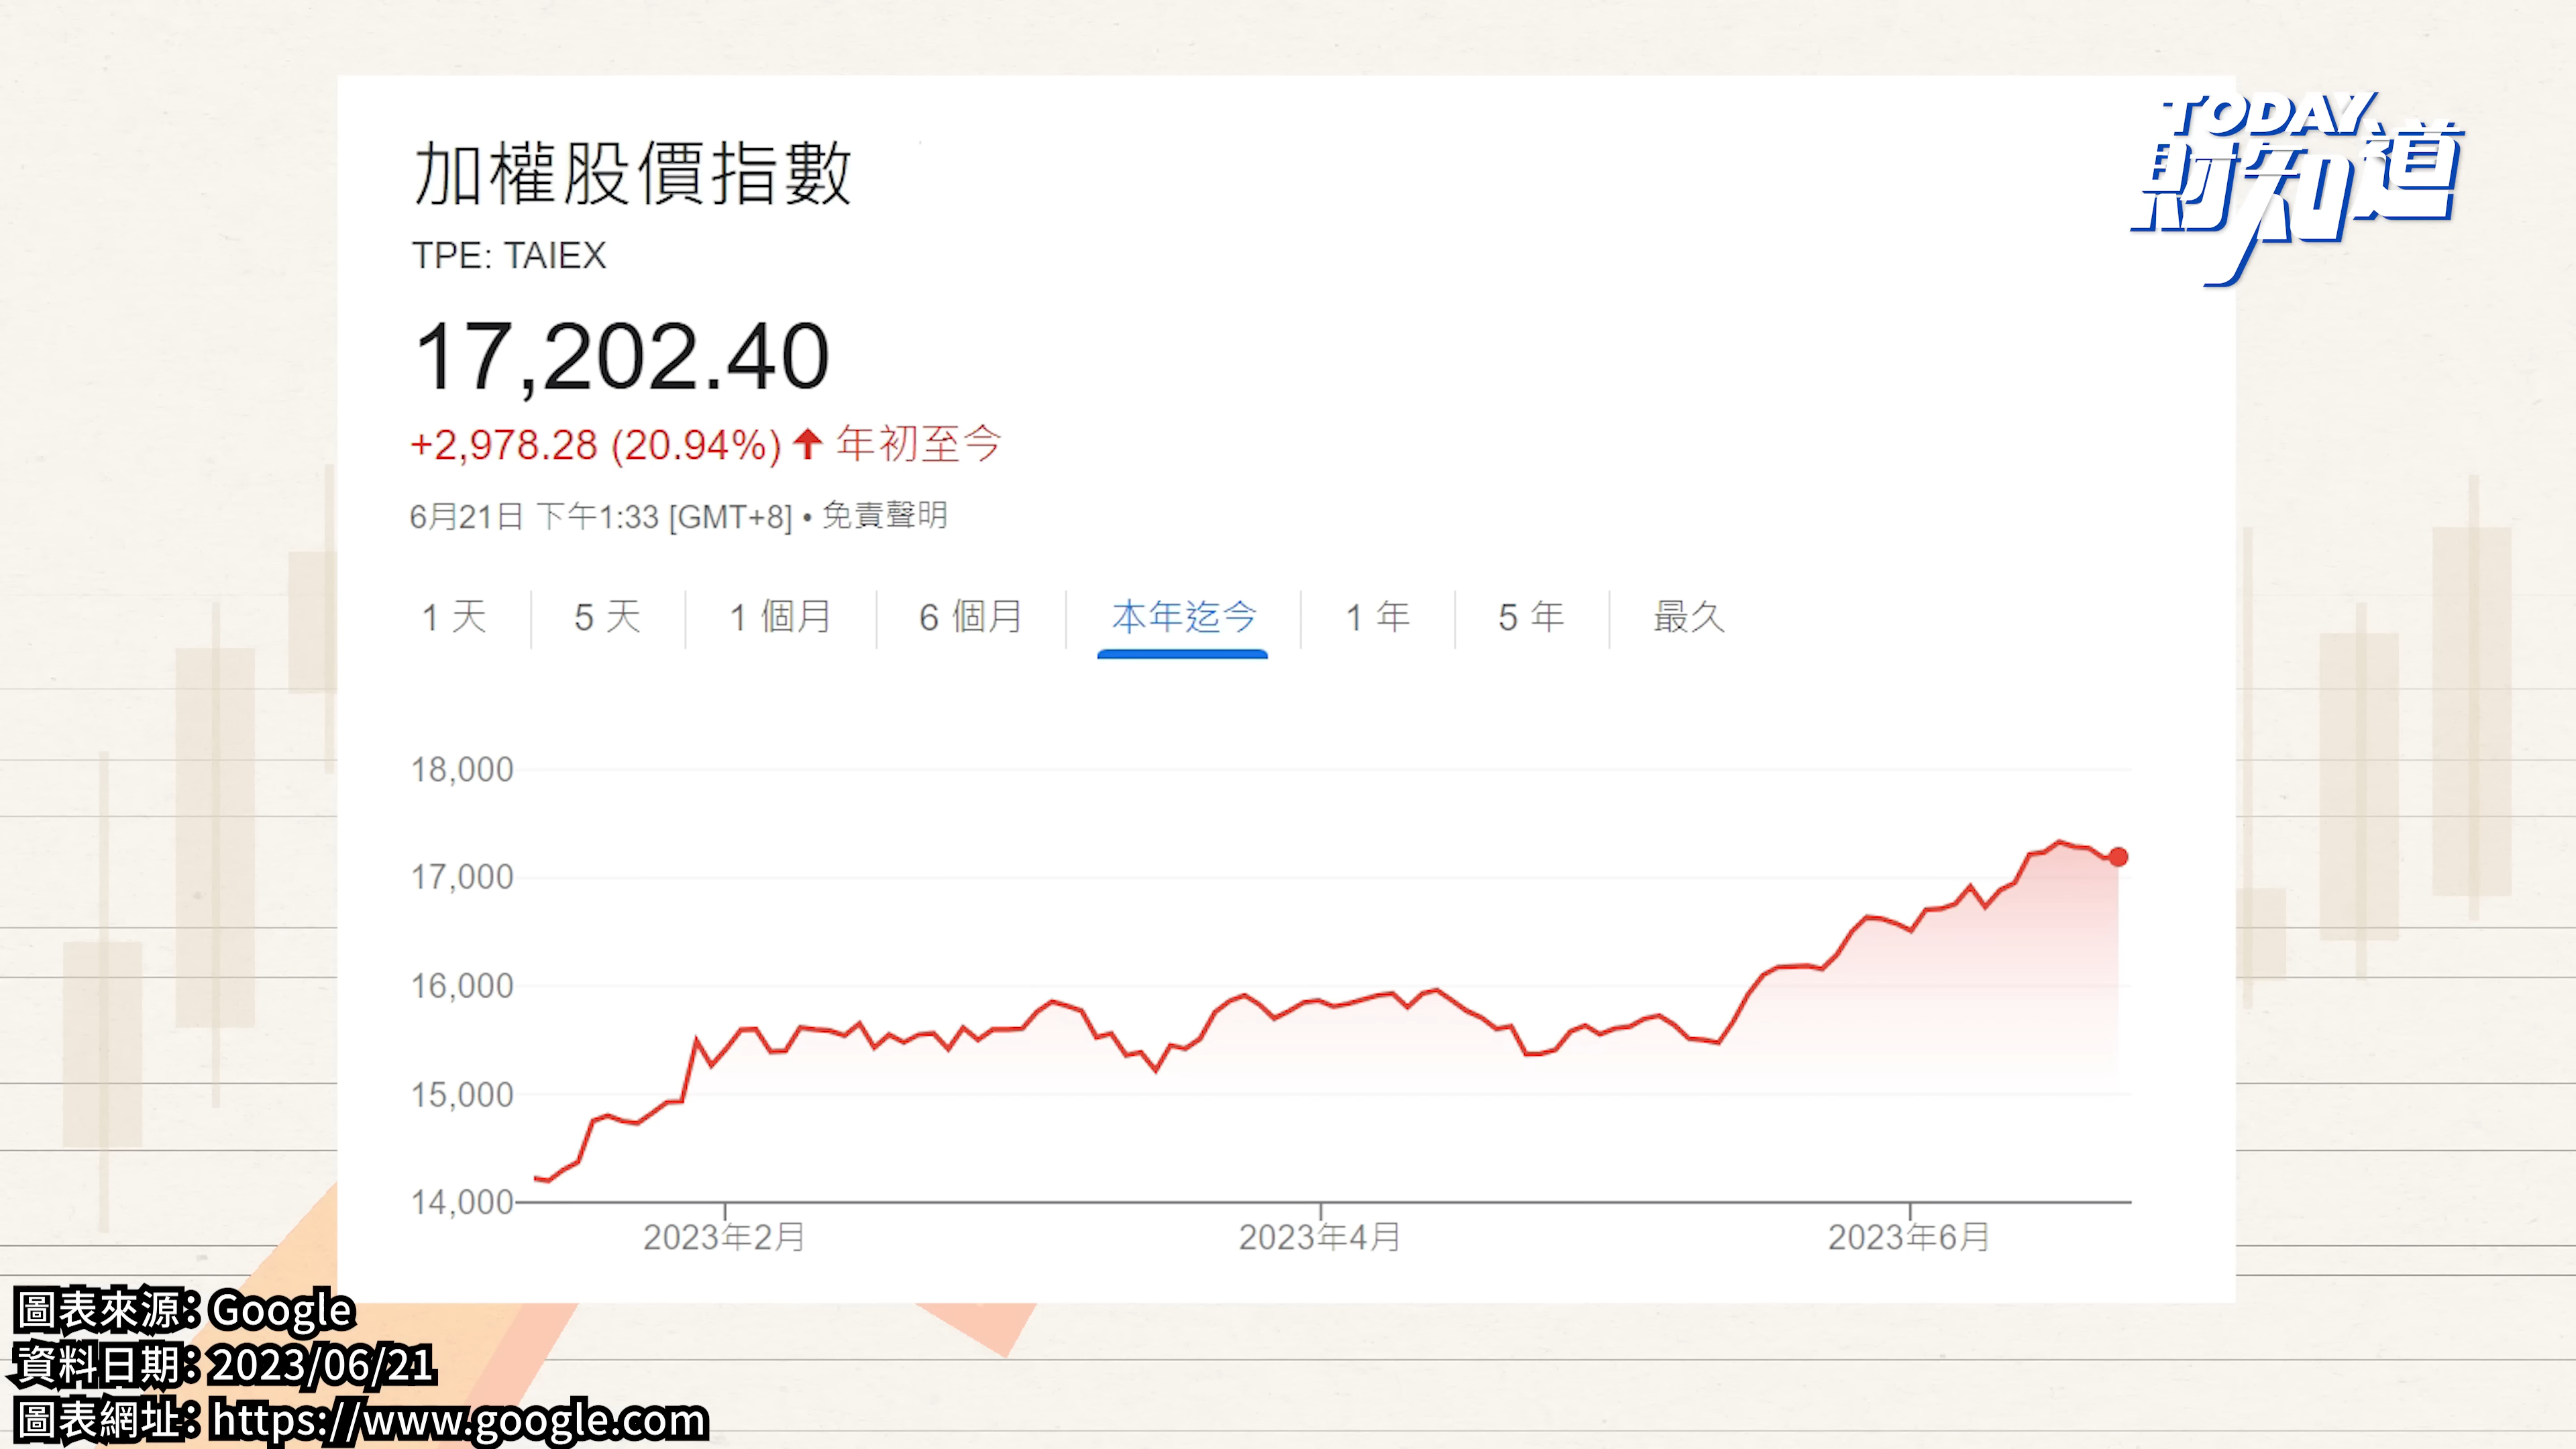 TODAY
財知道
加權股價指數
TPE: TAIEX
17,202.40
+2,978.28 (20.94%) ↑ 年初至今
6月21日 下午1:33 [GMT+8] • 免責聲明
1 天 5 天 1 個月 6 個月 本年迄今 1 年 5 年 最久
18,000
17,000
16,000
15,000
14,000
2023年2月 2023年4月 2023年6月
圖表來源：Google
資料日期：2023/06/21
圖表網址：https://www.google.com